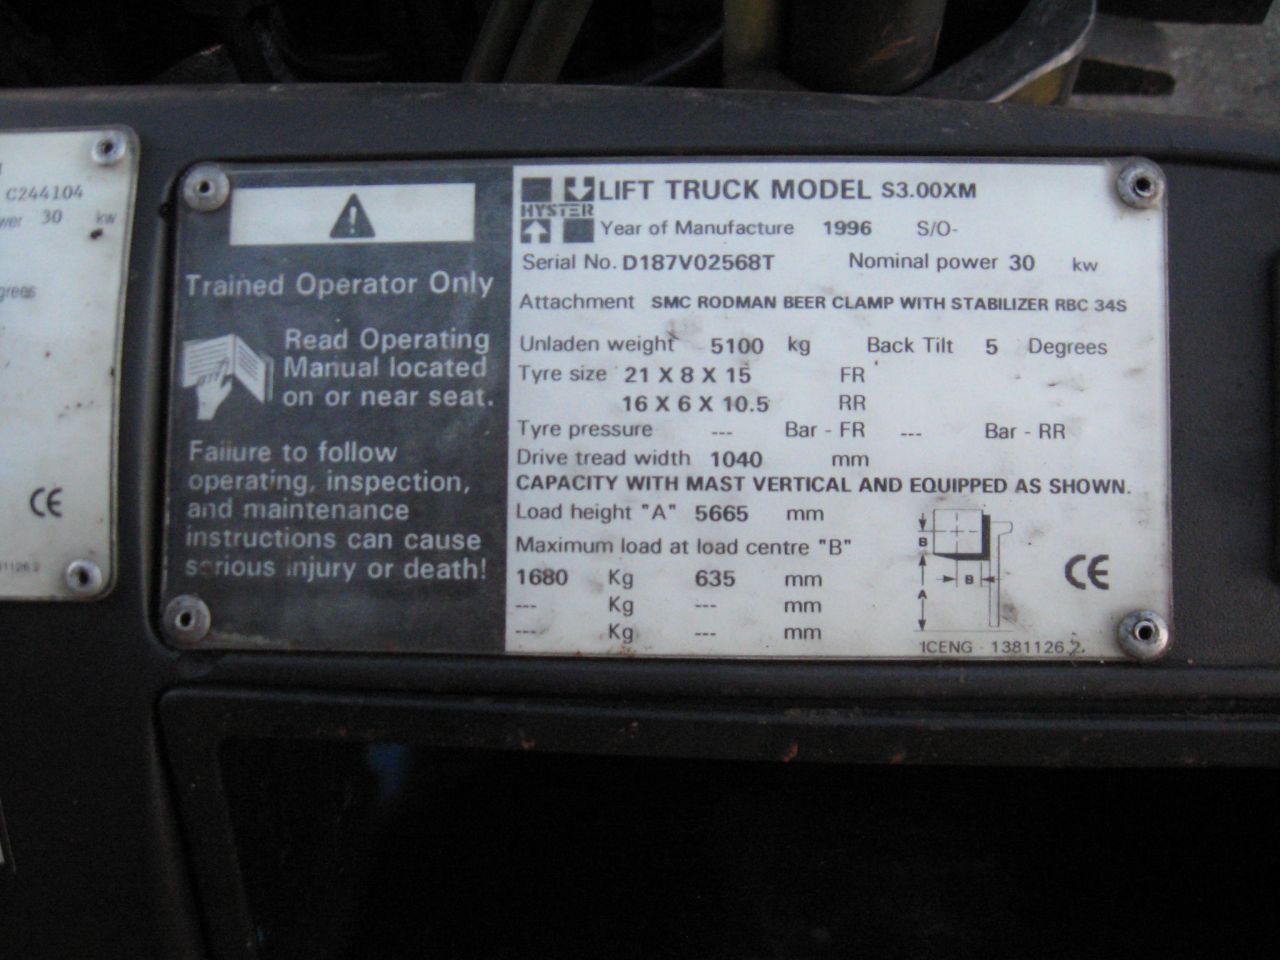 C244104
wer 30 kw
grees
CE
Trained Operator Only
Read Operating
Manual located
on or near seat.
Failure to follow
operating, inspection,
and maintenance
instructions can cause
serious injury or death!
HYSTER
LIFT TRUCK MODEL S3.00XM
Year of Manufacture 1996 S/O-
Serial No. D187V02568T Nominal power 30 kw
Attachment SMC RODMAN BEER CLAMP WITH STABILIZER RBC 34S
Unladen weight 5100 kg Back Tilt 5 Degrees
Tyre size 21 X 8 X 15 FR
16 X 6 X 10.5 RR
Tyre pressure --- Bar - FR --- Bar - RR
Drive tread width 1040 mm
CAPACITY WITH MAST VERTICAL AND EQUIPPED AS SHOWN.
Load height "A" 5665 mm
Maximum load at load centre "B"
1680 Kg 635 mm
--- Kg --- mm
--- Kg --- mm
B
B
A
CE
ICENG - 1381126.2.